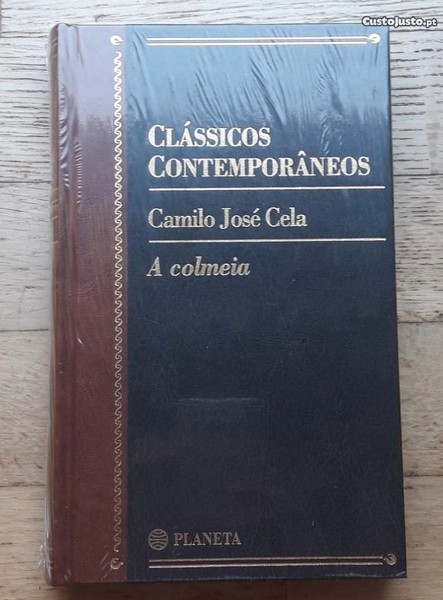 CustoJusto.pt
CLÁSSICOS
CONTEMPORÂNEOS
Camilo José Cela
A colmeia
PLANETA